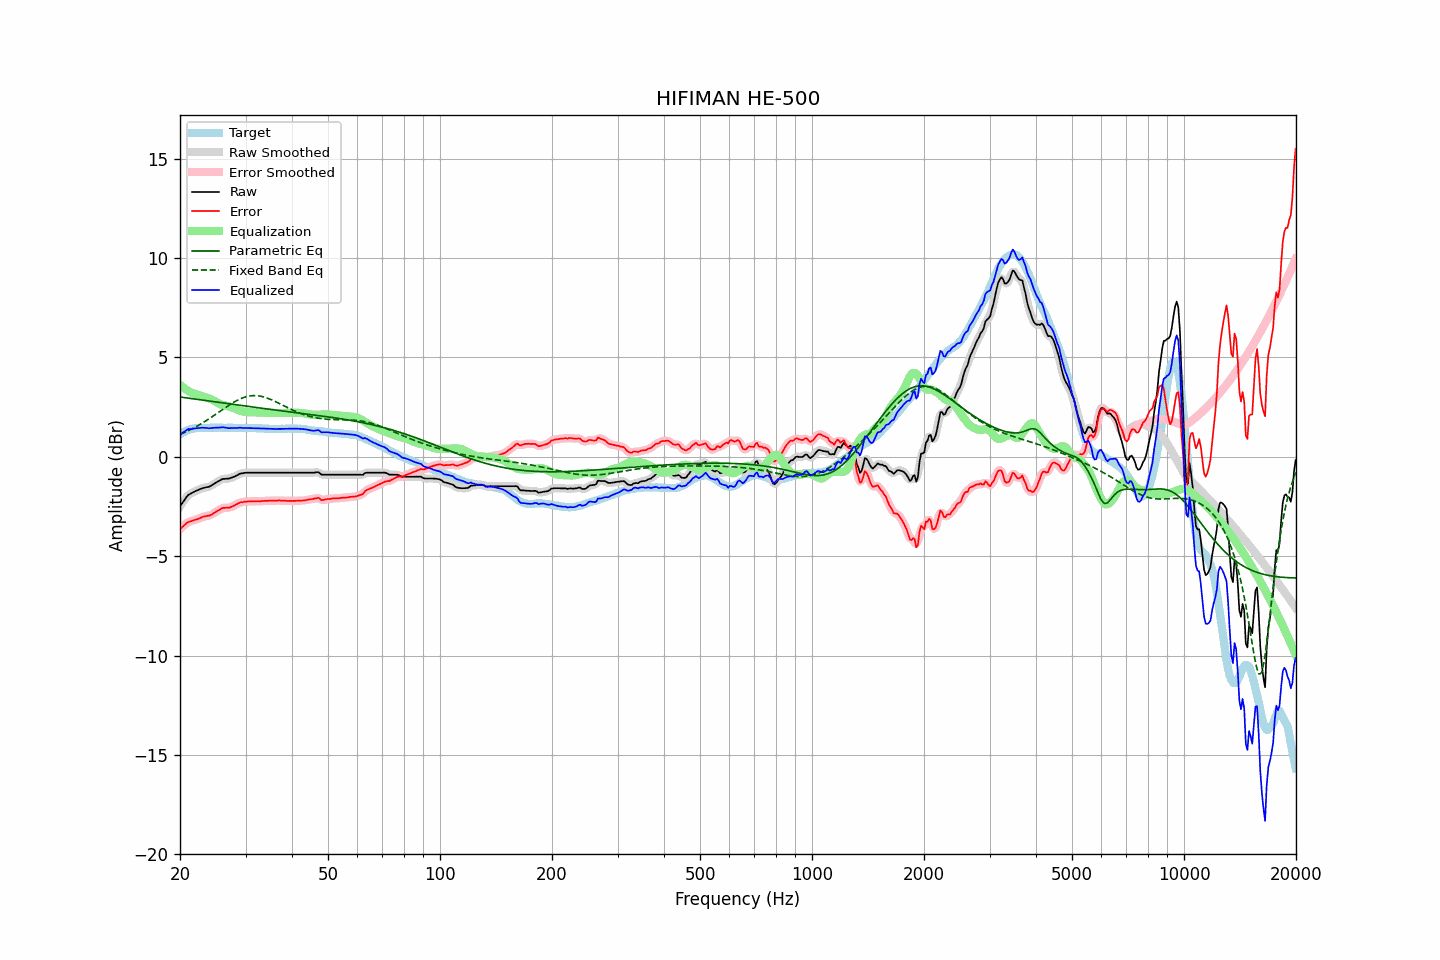 HIFIMAN HE-500
Target
Raw Smoothed
Error Smoothed
Raw
Error
Equalization
Parametric Eq
Fixed Band Eq
Equalized
15
10
5
0
−5
−10
−15
−20
Amplitude (dBr)
20
50
100
200
500
1000
2000
5000
10000
20000
Frequency (Hz)